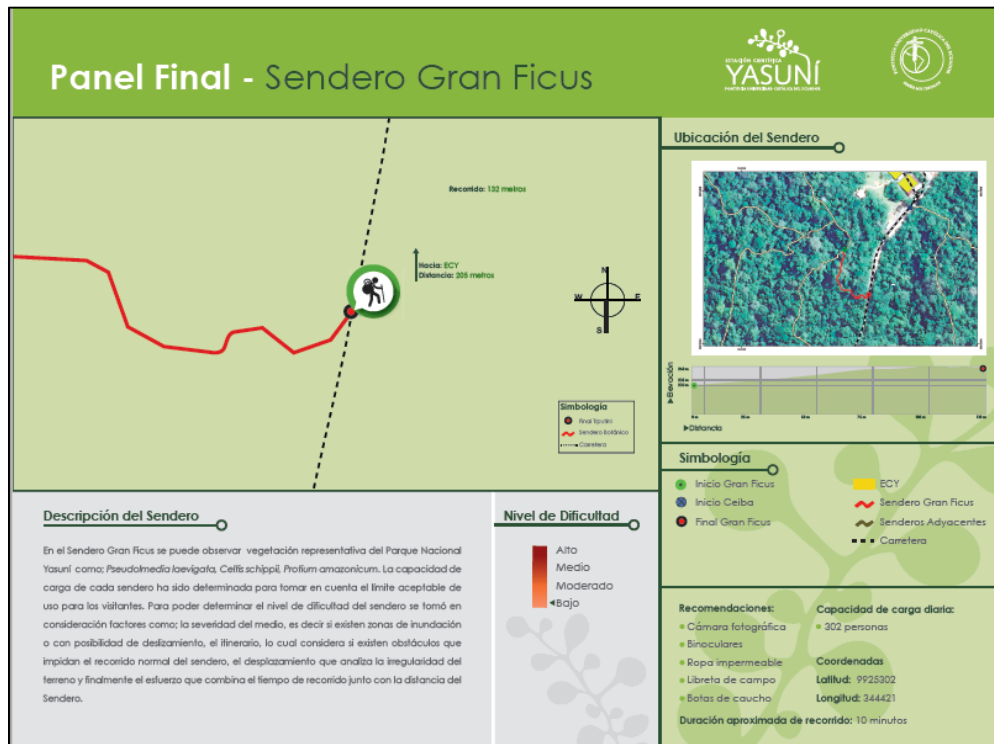 Panel Final - Sendero Gran Ficus
ESTACIÓN CIENTÍFICA
YASUNÍ
PONTIFICIA UNIVERSIDAD CATÓLICA DEL ECUADOR
Recorrido: 132 metros
Hacia: ECY
Distancia: 205 metros
N
W E
S
Simbología
Final Tiputini
Sendero Botánico
Carretera
Ubicación del Sendero
Elevación
Distancia
Simbología
Inicio Gran Ficus
Inicio Ceiba
Final Gran Ficus
ECY
Sendero Gran Ficus
Senderos Adyacentes
Carretera
Descripción del Sendero
En el Sendero Gran Ficus se puede observar vegetación representativa del Parque Nacional
Yasuní como; Pseudolmedia laevigata, Celtis schippii, Protium amazonicum. La capacidad de
carga de cada sendero ha sido determinada para tomar en cuenta el límite aceptable de
uso para los visitantes. Para poder determinar el nivel de dificultad del sendero se tomó en
consideración factores como; la severidad del medio, es decir si existen zonas de inundación
o con posibilidad de deslizamiento, el itinerario, lo cual considera si existen obstáculos que
impidan el recorrido normal del sendero, el desplazamiento que analiza la irregularidad del
terreno y finalmente el esfuerzo que combina el tiempo de recorrido junto con la distancia del
Sendero.
Nivel de Dificultad
Alto
Medio
Moderado
Bajo
Recomendaciones:
Cámara fotográfica
Binoculares
Ropa impermeable
Libreta de campo
Botas de caucho
Capacidad de carga diaria:
302 personas
Coordenadas
Latitud: 9925302
Longitud: 344421
Duración aproximada de recorrido: 10 minutos